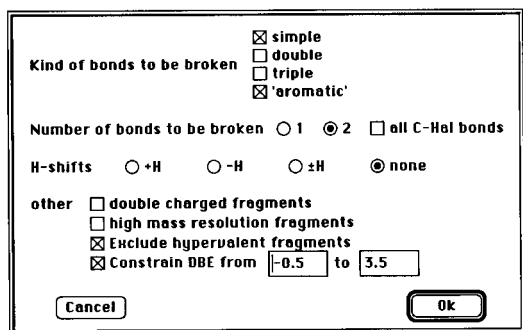 simple
Kind of bonds to be broken double
triple
'aromatic'
Number of bonds to be broken 1 2 all C-Hal bonds
H-shifts +H -H ±H none
other double charged fragments
high mass resolution fragments
Exclude hypervalent fragments
Constrain DBE from -0.5 to 3.5
Cancel Ok